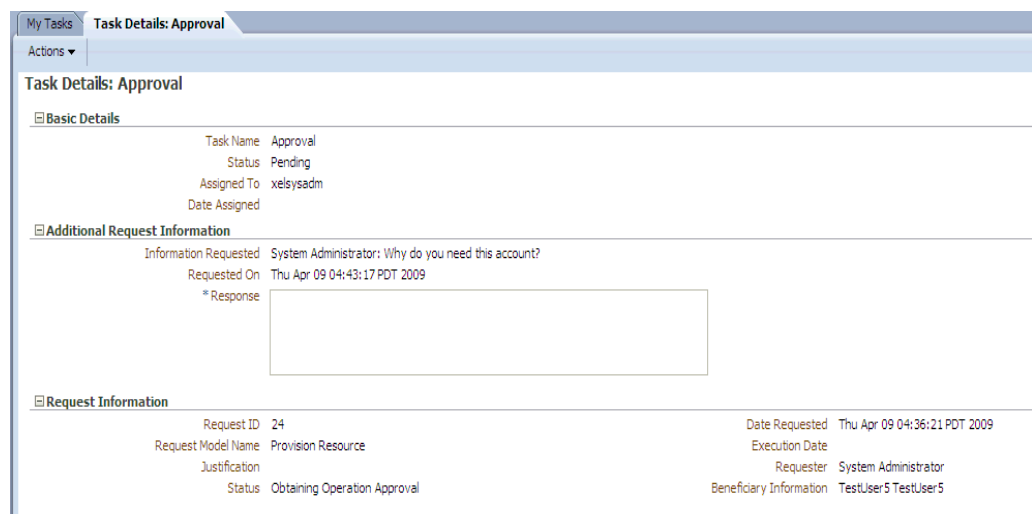 My Tasks Task Details: Approval
Actions
Task Details: Approval
Basic Details
Task Name Approval
Status Pending
Assigned To xelsysadm
Date Assigned
Additional Request Information
Information Requested System Administrator: Why do you need this account?
Requested On Thu Apr 09 04:43:17 PDT 2009
* Response
Request Information
Request ID 24 Date Requested Thu Apr 09 04:36:21 PDT 2009
Request Model Name Provision Resource Execution Date
Justification Requester System Administrator
Status Obtaining Operation Approval Beneficiary Information TestUser5 TestUser5